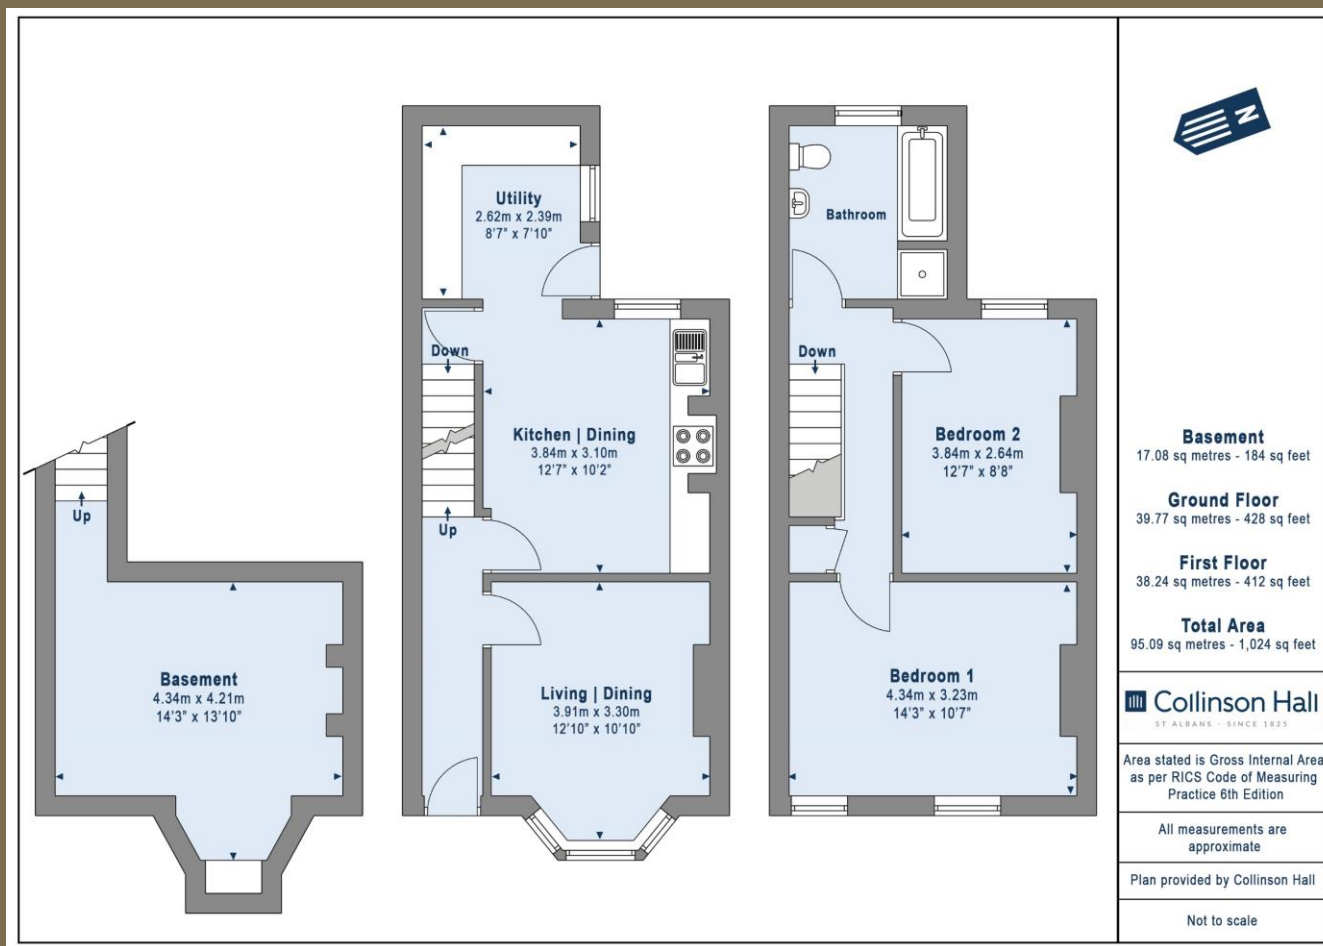 Utility
2.62m x 2.39m
8'7" x 7'10"
Down
Kitchen | Dining
3.84m x 3.10m
12'7" x 10'2"
Up
Living | Dining
3.91m x 3.30m
12'10" x 10'10"
Up
Basement
4.34m x 4.21m
14'3" x 13'10"
Bathroom
Down
Bedroom 2
3.84m x 2.64m
12'7" x 8'8"
Bedroom 1
4.34m x 3.23m
14'3" x 10'7"
N
Basement
17.08 sq metres - 184 sq feet
Ground Floor
39.77 sq metres - 428 sq feet
First Floor
38.24 sq metres - 412 sq feet
Total Area
95.09 sq metres - 1,024 sq feet
Collinson Hall
ST ALBANS - SINCE 1825
Area stated is Gross Internal Area
as per RICS Code of Measuring
Practice 6th Edition
All measurements are
approximate
Plan provided by Collinson Hall
Not to scale